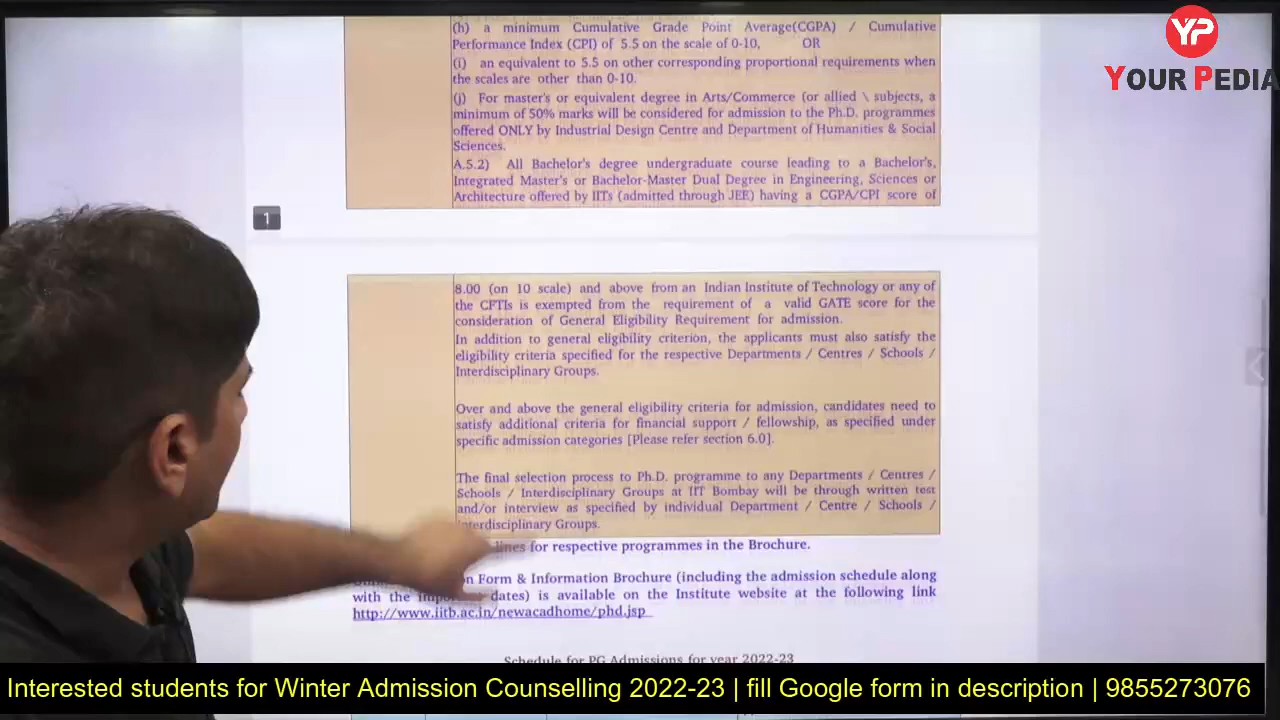 (h) a minimum Cumulative Grade Point Average(CGPA) / Cumulative
Performance Index (CPI) of 5.5 on the scale of 0-10, OR
(i) an equivalent to 5.5 on other corresponding proportional requirements when
the scales are other than 0-10.
(j) For master's or equivalent degree in Arts/Commerce (or allied \ subjects, a
minimum of 50% marks will be considered for admission to the Ph.D. programmes
offered ONLY by Industrial Design Centre and Department of Humanities & Social
Sciences.
A.5.2) All Bachelor's degree undergraduate course leading to a Bachelor's,
Integrated Master's or Bachelor-Master Dual Degree in Engineering, Sciences or
Architecture offered by IITs (admitted through JEE) having a CGPA/CPI score of
1
8.00 (on 10 scale) and above from an Indian Institute of Technology or any of
the CFTIs is exempted from the requirement of a valid GATE score for the
consideration of General Eligibility Requirement for admission.
In addition to general eligibility criterion, the applicants must also satisfy the
eligibility criteria specified for the respective Departments / Centres / Schools /
Interdisciplinary Groups.
Over and above the general eligibility criteria for admission, candidates need to
satisfy additional criteria for financial support / fellowship, as specified under
specific admission categories [Please refer section 6.0].
The final selection process to Ph.D. programme to any Departments / Centres /
Schools / Interdisciplinary Groups at IIT Bombay will be through written test
and/or interview as specified by individual Department / Centre / Schools /
Interdisciplinary Groups.
lines for respective programmes in the Brochure.
on Form & Information Brochure (including the admission schedule along
with the dates) is available on the Institute website at the following link
http://www.iitb.ac.in/newacadhome/phd.jsp
Schedule for PG Admissions for year 2022-23
YP
YOUR PEDIA
Interested students for Winter Admission Counselling 2022-23 | fill Google form in description | 9855273076